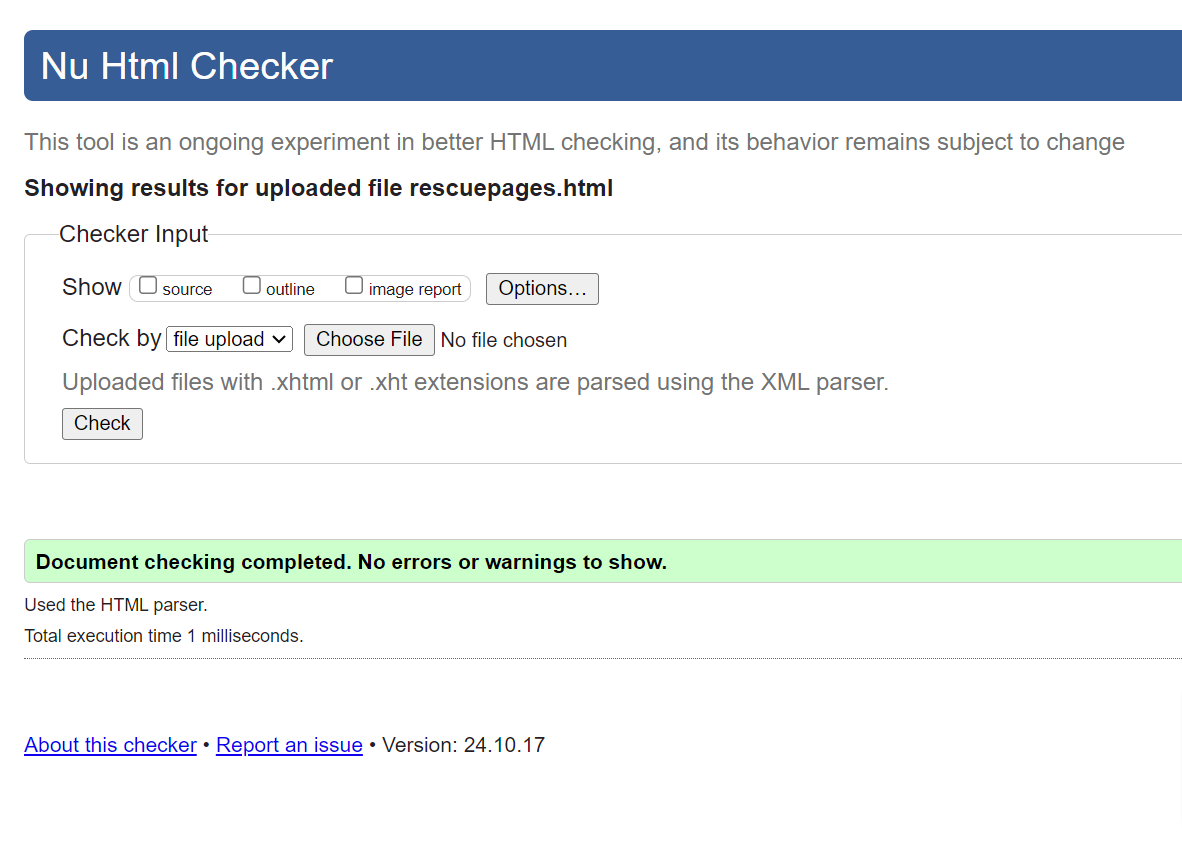 Nu Html Checker
This tool is an ongoing experiment in better HTML checking, and its behavior remains subject to change
Showing results for uploaded file rescuepages.html
Checker Input
Show source outline image report Options...
Check by file upload Choose File No file chosen
Uploaded files with .xhtml or .xht extensions are parsed using the XML parser.
Check
Document checking completed. No errors or warnings to show.
Used the HTML parser.
Total execution time 1 milliseconds.
About this checker • Report an issue • Version: 24.10.17